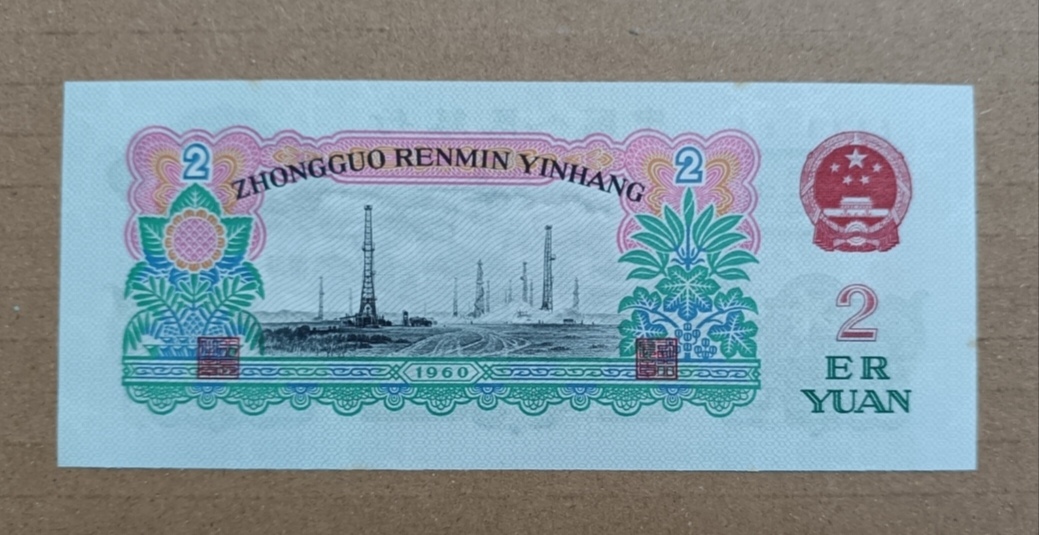 2 ZHONGGUO RENMIN YINHANG 2
1960
2
ER
YUAN